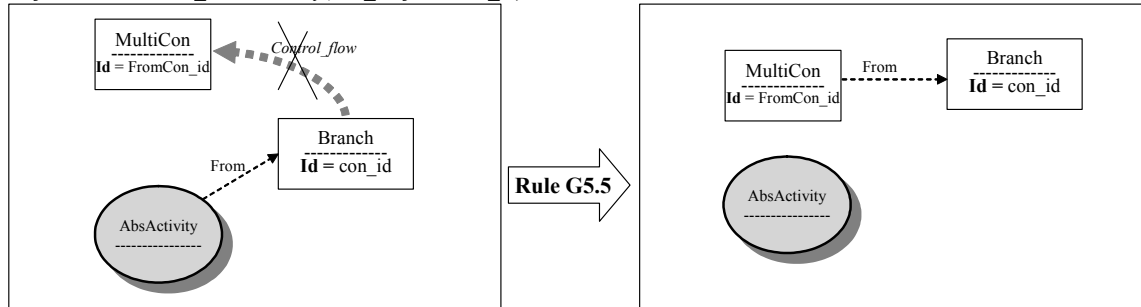 MultiCon
Id = FromCon_id
Control_flow
Branch
Id = con_id
From
AbsActivity
Rule G5.5
MultiCon
Id = FromCon_id
From
Branch
Id = con_id
AbsActivity